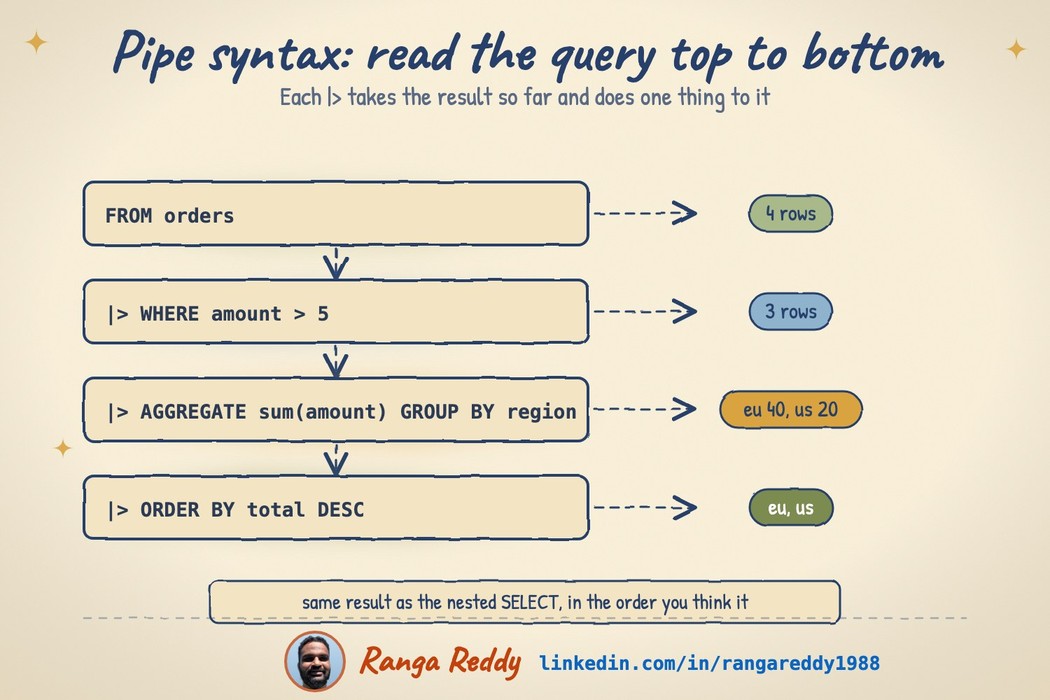 Pipe syntax: read the query top to bottom
Each |> takes the result so far and does one thing to it
FROM orders
4 rows
|> WHERE amount > 5
3 rows
|> AGGREGATE sum(amount) GROUP BY region
eu 40, us 20
|> ORDER BY total DESC
eu, us
same result as the nested SELECT, in the order you think it
Ranga Reddy linkedin.com/in/rangareddy1988